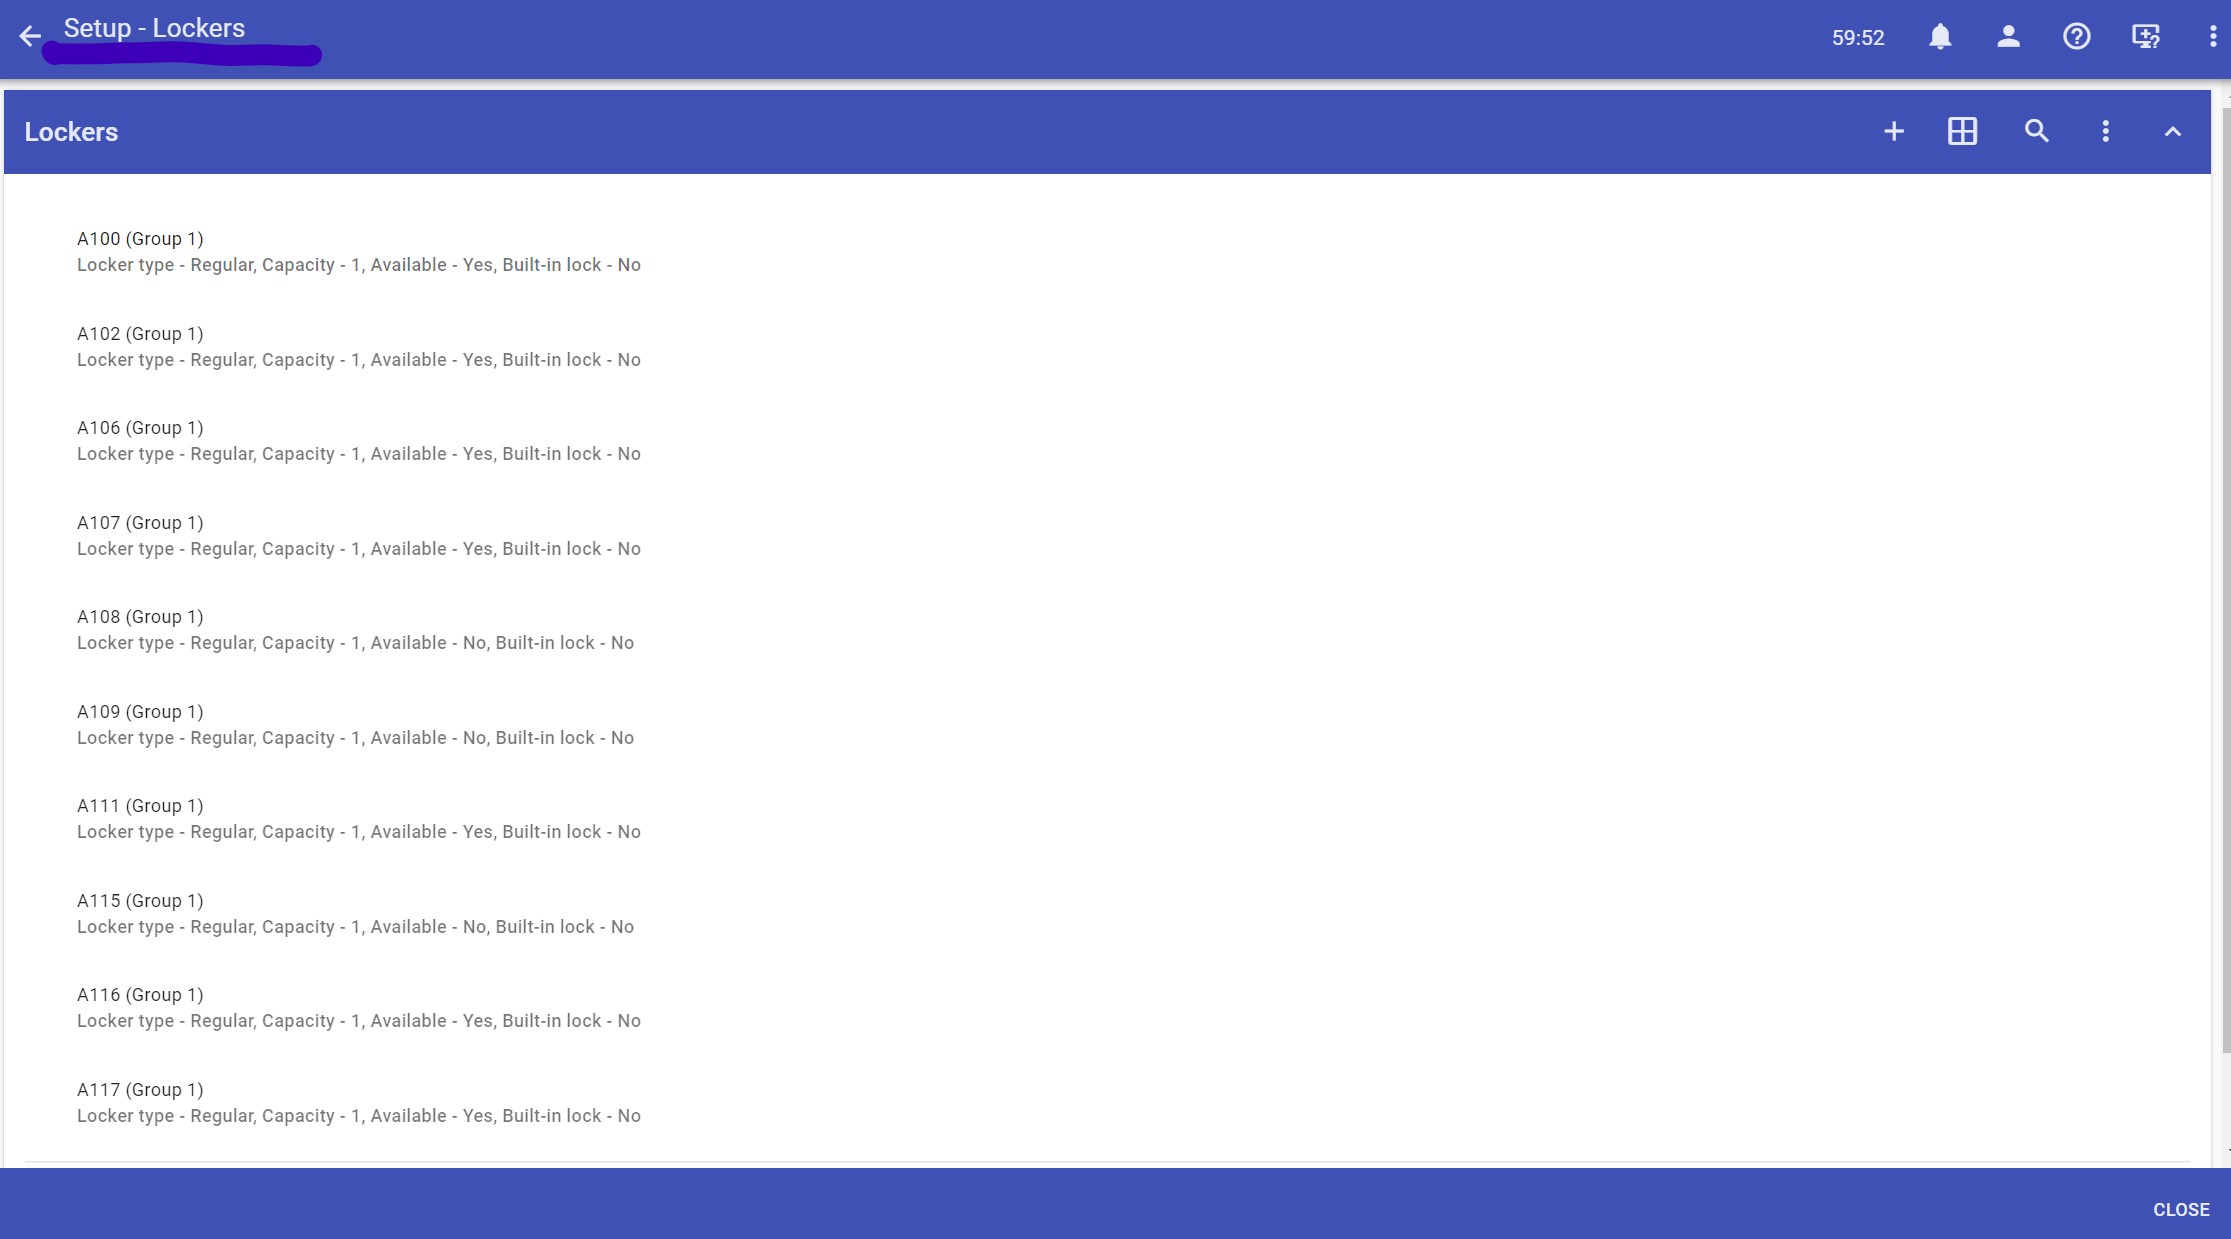 Setup - Lockers
59:52
Lockers
A100 (Group 1)
Locker type - Regular, Capacity - 1, Available - Yes, Built-in lock - No
A102 (Group 1)
Locker type - Regular, Capacity - 1, Available - Yes, Built-in lock - No
A106 (Group 1)
Locker type - Regular, Capacity - 1, Available - Yes, Built-in lock - No
A107 (Group 1)
Locker type - Regular, Capacity - 1, Available - Yes, Built-in lock - No
A108 (Group 1)
Locker type - Regular, Capacity - 1, Available - No, Built-in lock - No
A109 (Group 1)
Locker type - Regular, Capacity - 1, Available - No, Built-in lock - No
A111 (Group 1)
Locker type - Regular, Capacity - 1, Available - Yes, Built-in lock - No
A115 (Group 1)
Locker type - Regular, Capacity - 1, Available - No, Built-in lock - No
A116 (Group 1)
Locker type - Regular, Capacity - 1, Available - Yes, Built-in lock - No
A117 (Group 1)
Locker type - Regular, Capacity - 1, Available - Yes, Built-in lock - No
CLOSE